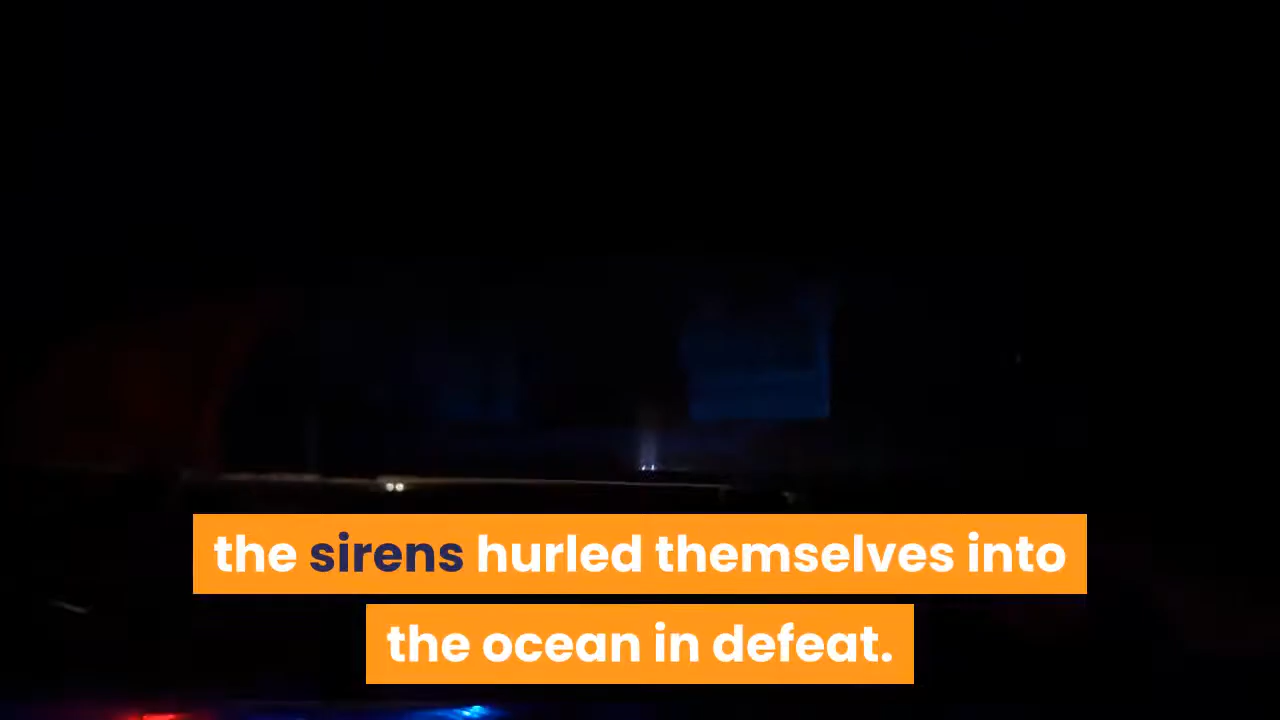 the sirens hurled themselves into
the ocean in defeat.